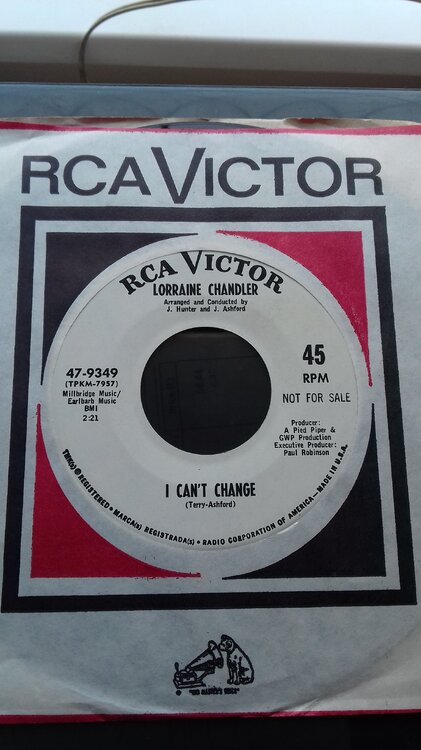 RCA VICTOR
RCA VICTOR
LORRAINE CHANDLER
Arranged and Conducted by
J. Hunter and J. Ashford
47-9349
(TPKM-7957)
Millbridge Music/
Earlbarb Music
BMI
2:21
45
RPM
NOT FOR SALE
Producer:
A Pied Piper &
GWP Production
Executive Producer:
Paul Robinson
I CAN'T CHANGE
(Terry-Ashford)
TMK(s) ® REGISTERED • MARCA(s) REGISTRADA(s) • RADIO CORPORATION OF AMERICA—MADE IN U.S.A.
"HIS MASTER'S VOICE"